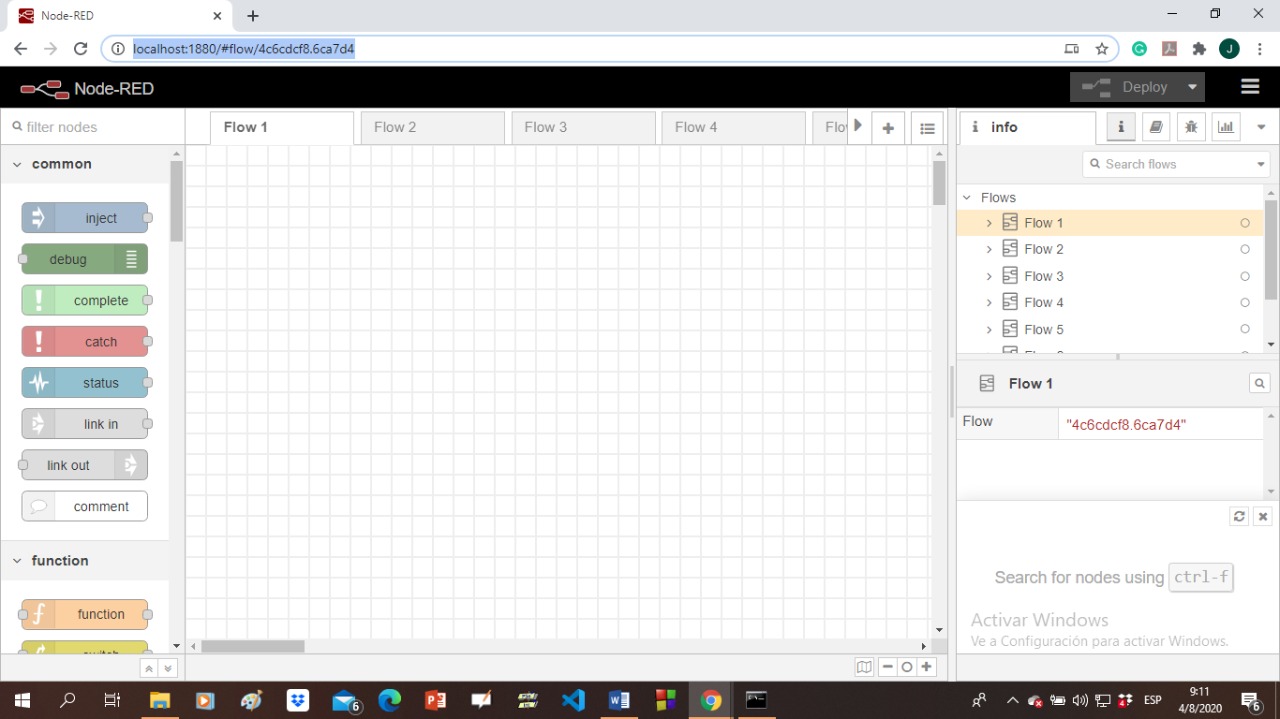 Node-RED
localhost:1880/#flow/4c6cdcf8.6ca7d4
J
Node-RED
Deploy
filter nodes
Flow 1
Flow 2
Flow 3
Flow 4
Flo
info
Search flows
common
inject
debug
complete
catch
status
link in
link out
comment
function
function
switch
Flows
Flow 1
Flow 2
Flow 3
Flow 4
Flow 5
Flow 1
Flow
"4c6cdcf8.6ca7d4"
Search for nodes using ctrl-f
Activar Windows
Ve a Configuración para activar Windows.
6
ESP
9:11
4/8/2020
6